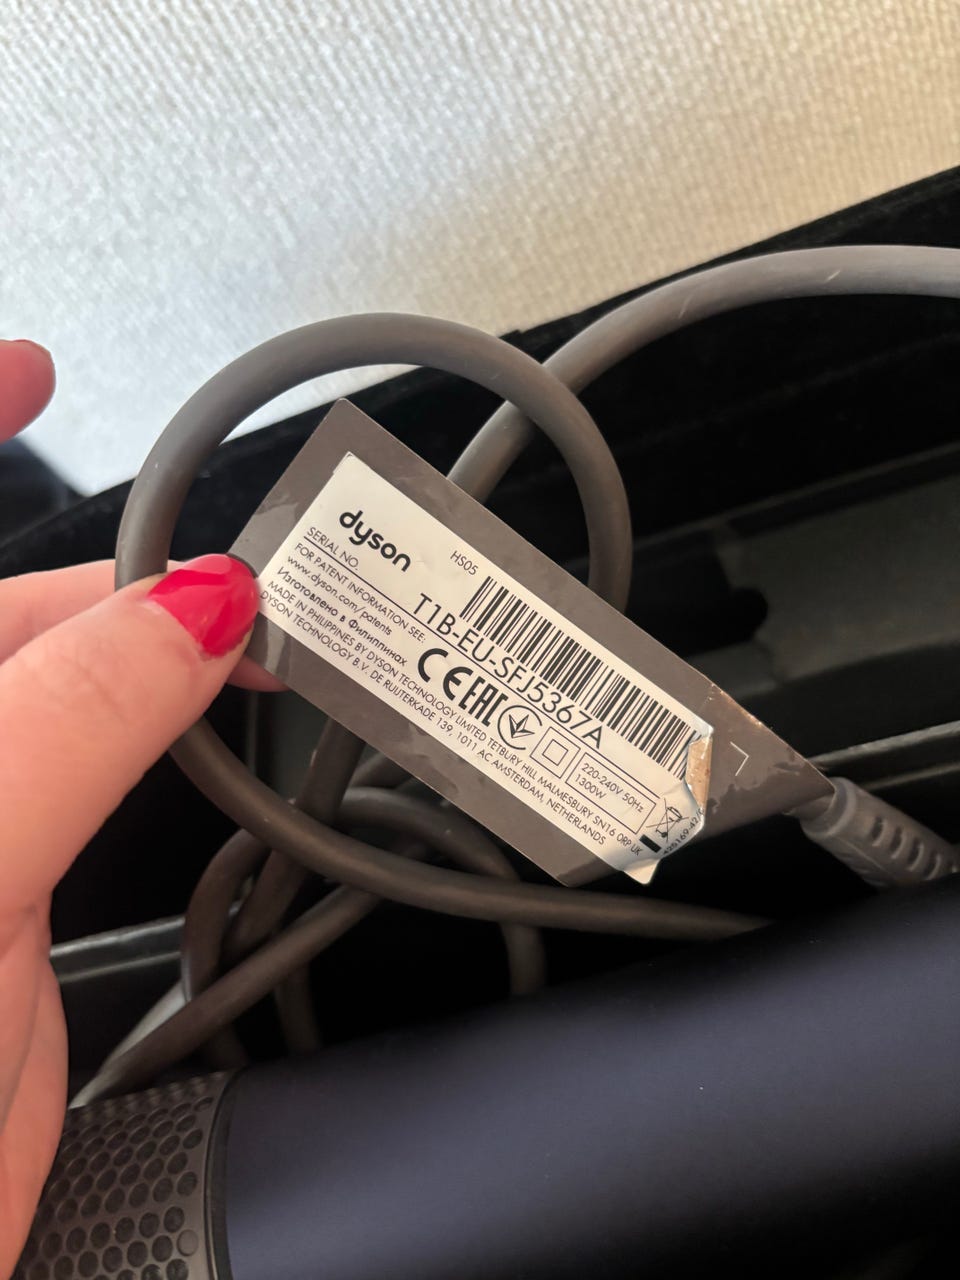 dyson
HS05
SERIAL NO.
T1B-EU-SFJ5367A
FOR PATENT INFORMATION SEE:
www.dyson.com/patents
Изготовлено в Филиппинах
MADE IN PHILIPPINES BY DYSON TECHNOLOGY LIMITED TETBURY HILL MALMESBURY SN16 0RP UK
DYSON TECHNOLOGY B.V. DE RUIJTERKADE 139, 1011 AC AMSTERDAM, NETHERLANDS
CE EAC
220-240V 50Hz
1300W